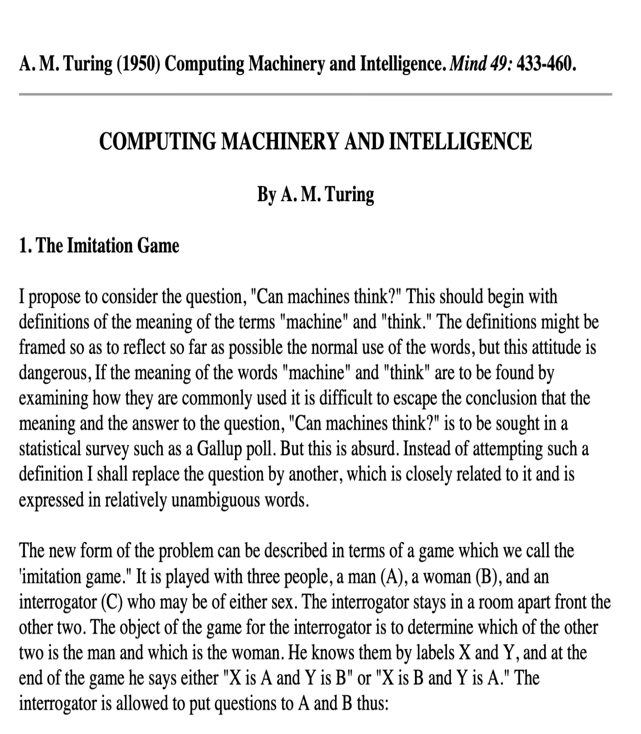 A. M. Turing (1950) Computing Machinery and Intelligence. Mind 49: 433-460.
COMPUTING MACHINERY AND INTELLIGENCE
By A. M. Turing
1. The Imitation Game
I propose to consider the question, "Can machines think?" This should begin with
definitions of the meaning of the terms "machine" and "think." The definitions might be
framed so as to reflect so far as possible the normal use of the words, but this attitude is
dangerous, If the meaning of the words "machine" and "think" are to be found by
examining how they are commonly used it is difficult to escape the conclusion that the
meaning and the answer to the question, "Can machines think?" is to be sought in a
statistical survey such as a Gallup poll. But this is absurd. Instead of attempting such a
definition I shall replace the question by another, which is closely related to it and is
expressed in relatively unambiguous words.
The new form of the problem can be described in terms of a game which we call the
'imitation game." It is played with three people, a man (A), a woman (B), and an
interrogator (C) who may be of either sex. The interrogator stays in a room apart front the
other two. The object of the game for the interrogator is to determine which of the other
two is the man and which is the woman. He knows them by labels X and Y, and at the
end of the game he says either "X is A and Y is B" or "X is B and Y is A." The
interrogator is allowed to put questions to A and B thus: